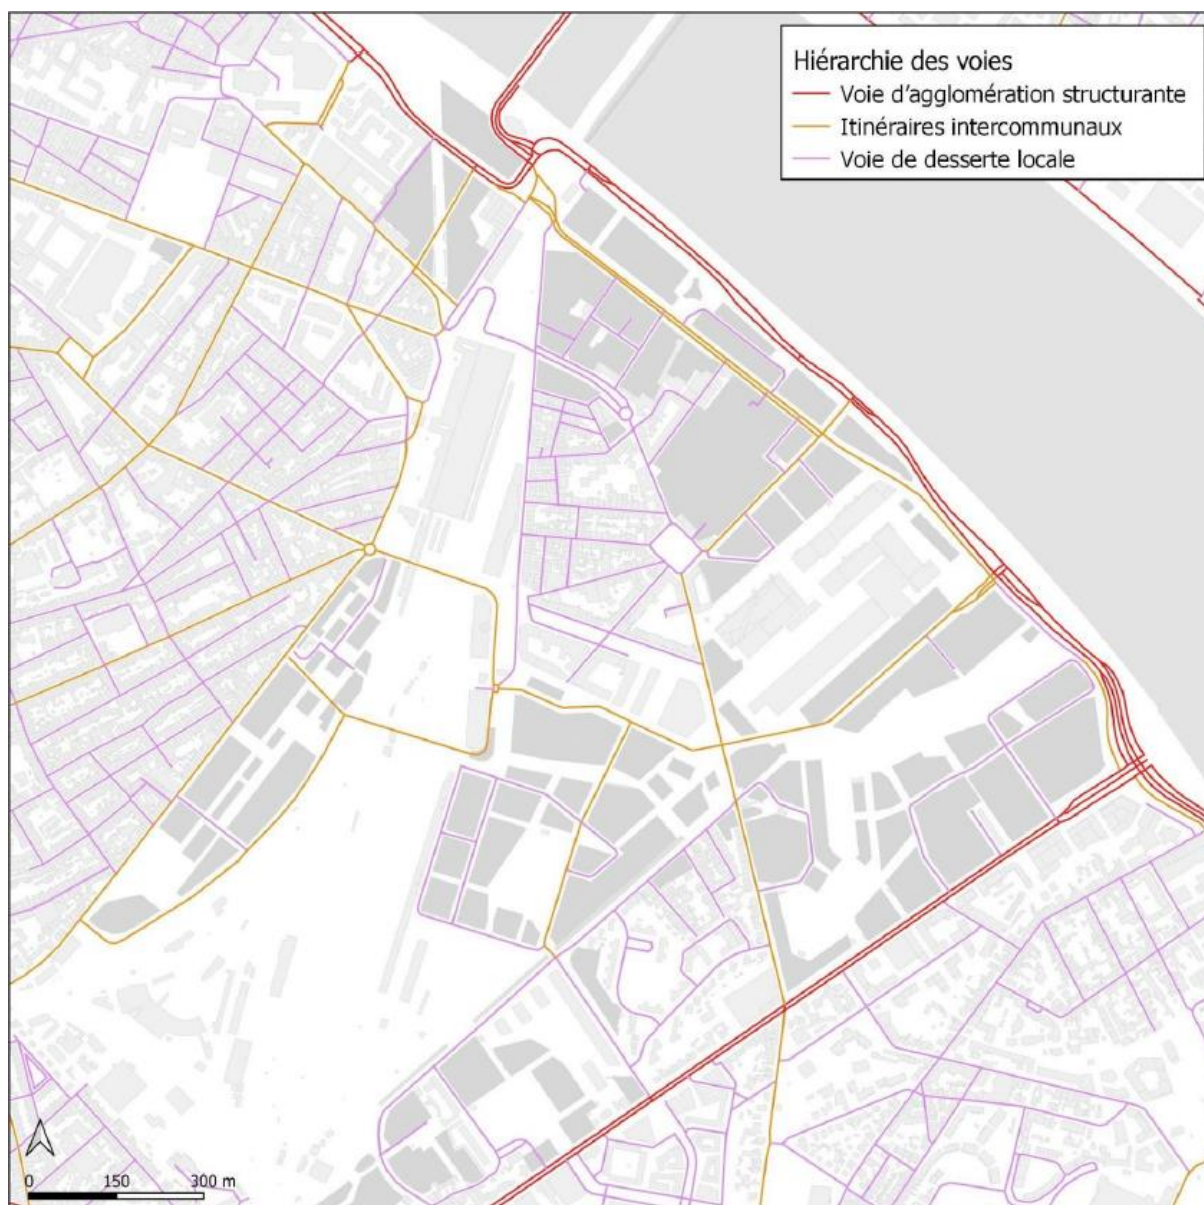 Hiérarchie des voies
Voie d'agglomération structurante
Itinéraires intercommunaux
Voie de desserte locale
0 150 300 m